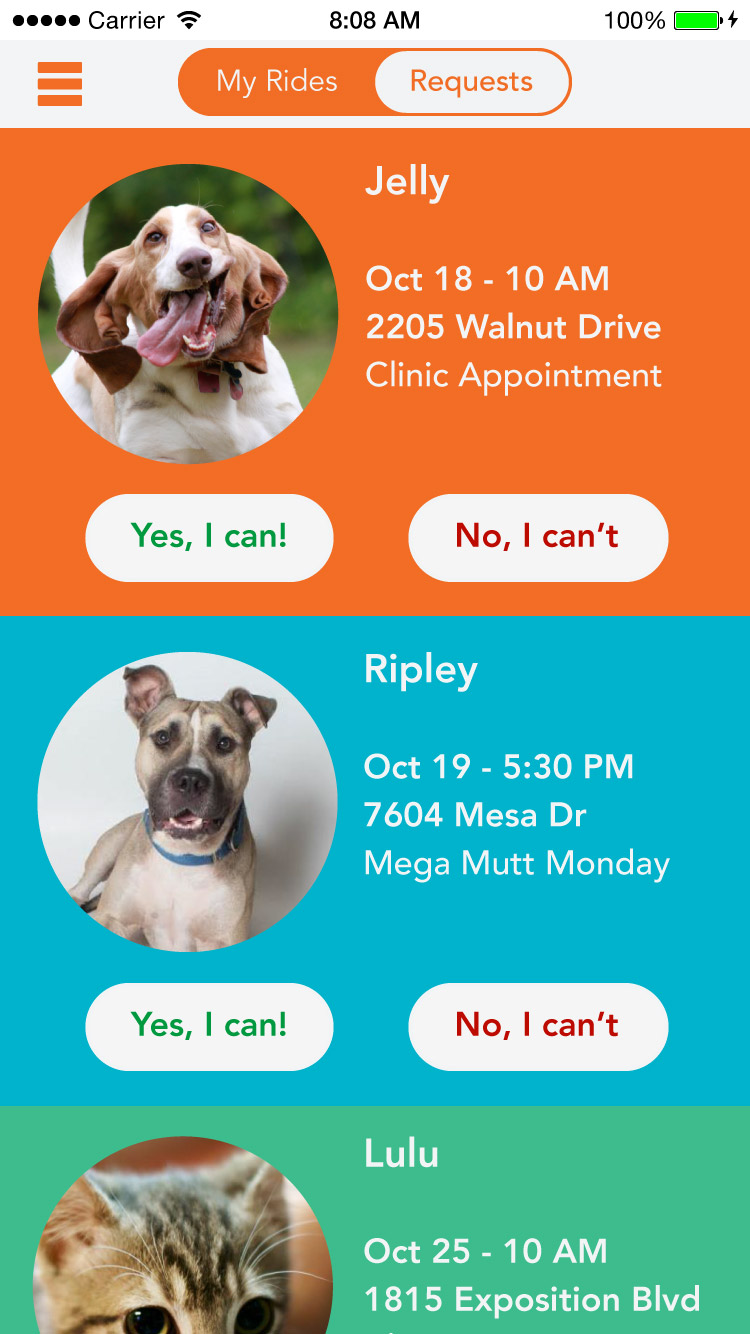 Carrier 8:08 AM 100%
My Rides Requests
Jelly
Oct 18 - 10 AM
2205 Walnut Drive
Clinic Appointment
Yes, I can! No, I can’t
Ripley
Oct 19 - 5:30 PM
7604 Mesa Dr
Mega Mutt Monday
Yes, I can! No, I can’t
Lulu
Oct 25 - 10 AM
1815 Exposition Blvd